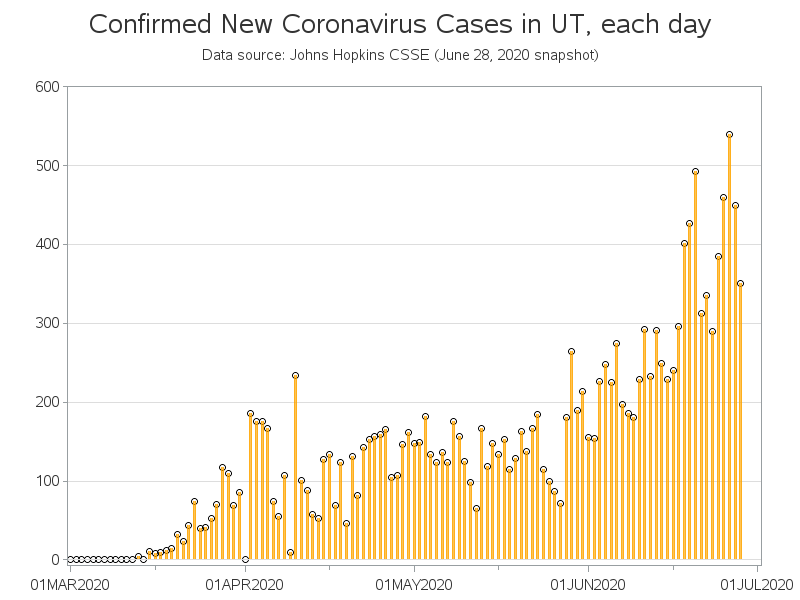 Confirmed New Coronavirus Cases in UT, each day
Data source: Johns Hopkins CSSE (June 28, 2020 snapshot)
600
500
400
300
200
100
0
01MAR2020 01APR2020 01MAY2020 01JUN2020 01JUL2020